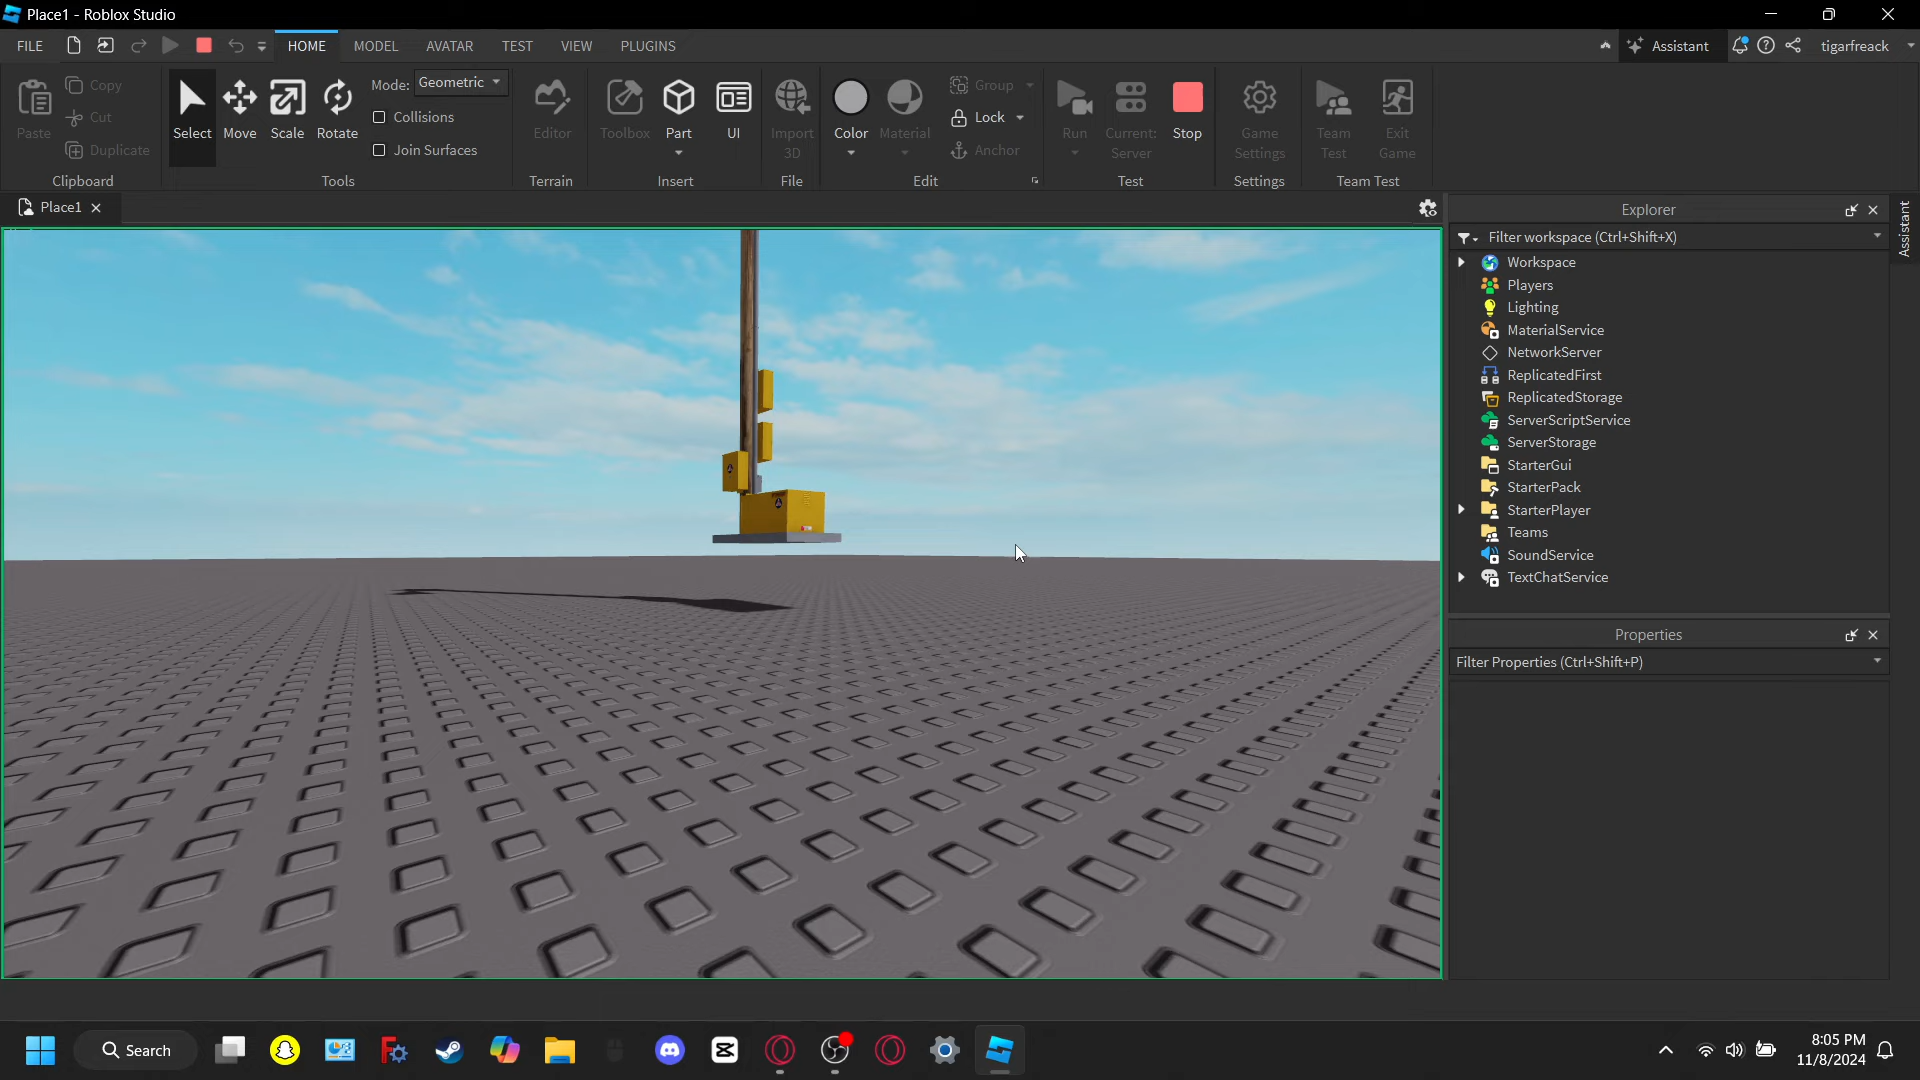 Place1 - Roblox Studio
FILE
HOME
MODEL
AVATAR
TEST
VIEW
PLUGINS
Assistant
tigarfreack
Paste
Copy
Cut
Duplicate
Clipboard
Select
Move
Scale
Rotate
Mode: Geometric
Collisions
Join Surfaces
Tools
Editor
Terrain
Toolbox
Part
UI
Insert
Import
3D
File
Color
Material
Group
Lock
Anchor
Edit
Run
Current:
Server
Stop
Test
Game
Settings
Settings
Team
Test
Exit
Game
Team Test
Place1
Explorer
Filter workspace (Ctrl+Shift+X)
Workspace
Players
Lighting
MaterialService
NetworkServer
ReplicatedFirst
ReplicatedStorage
ServerScriptService
ServerStorage
StarterGui
StarterPack
StarterPlayer
Teams
SoundService
TextChatService
Properties
Filter Properties (Ctrl+Shift+P)
Assistant
Search
8:05 PM
11/8/2024